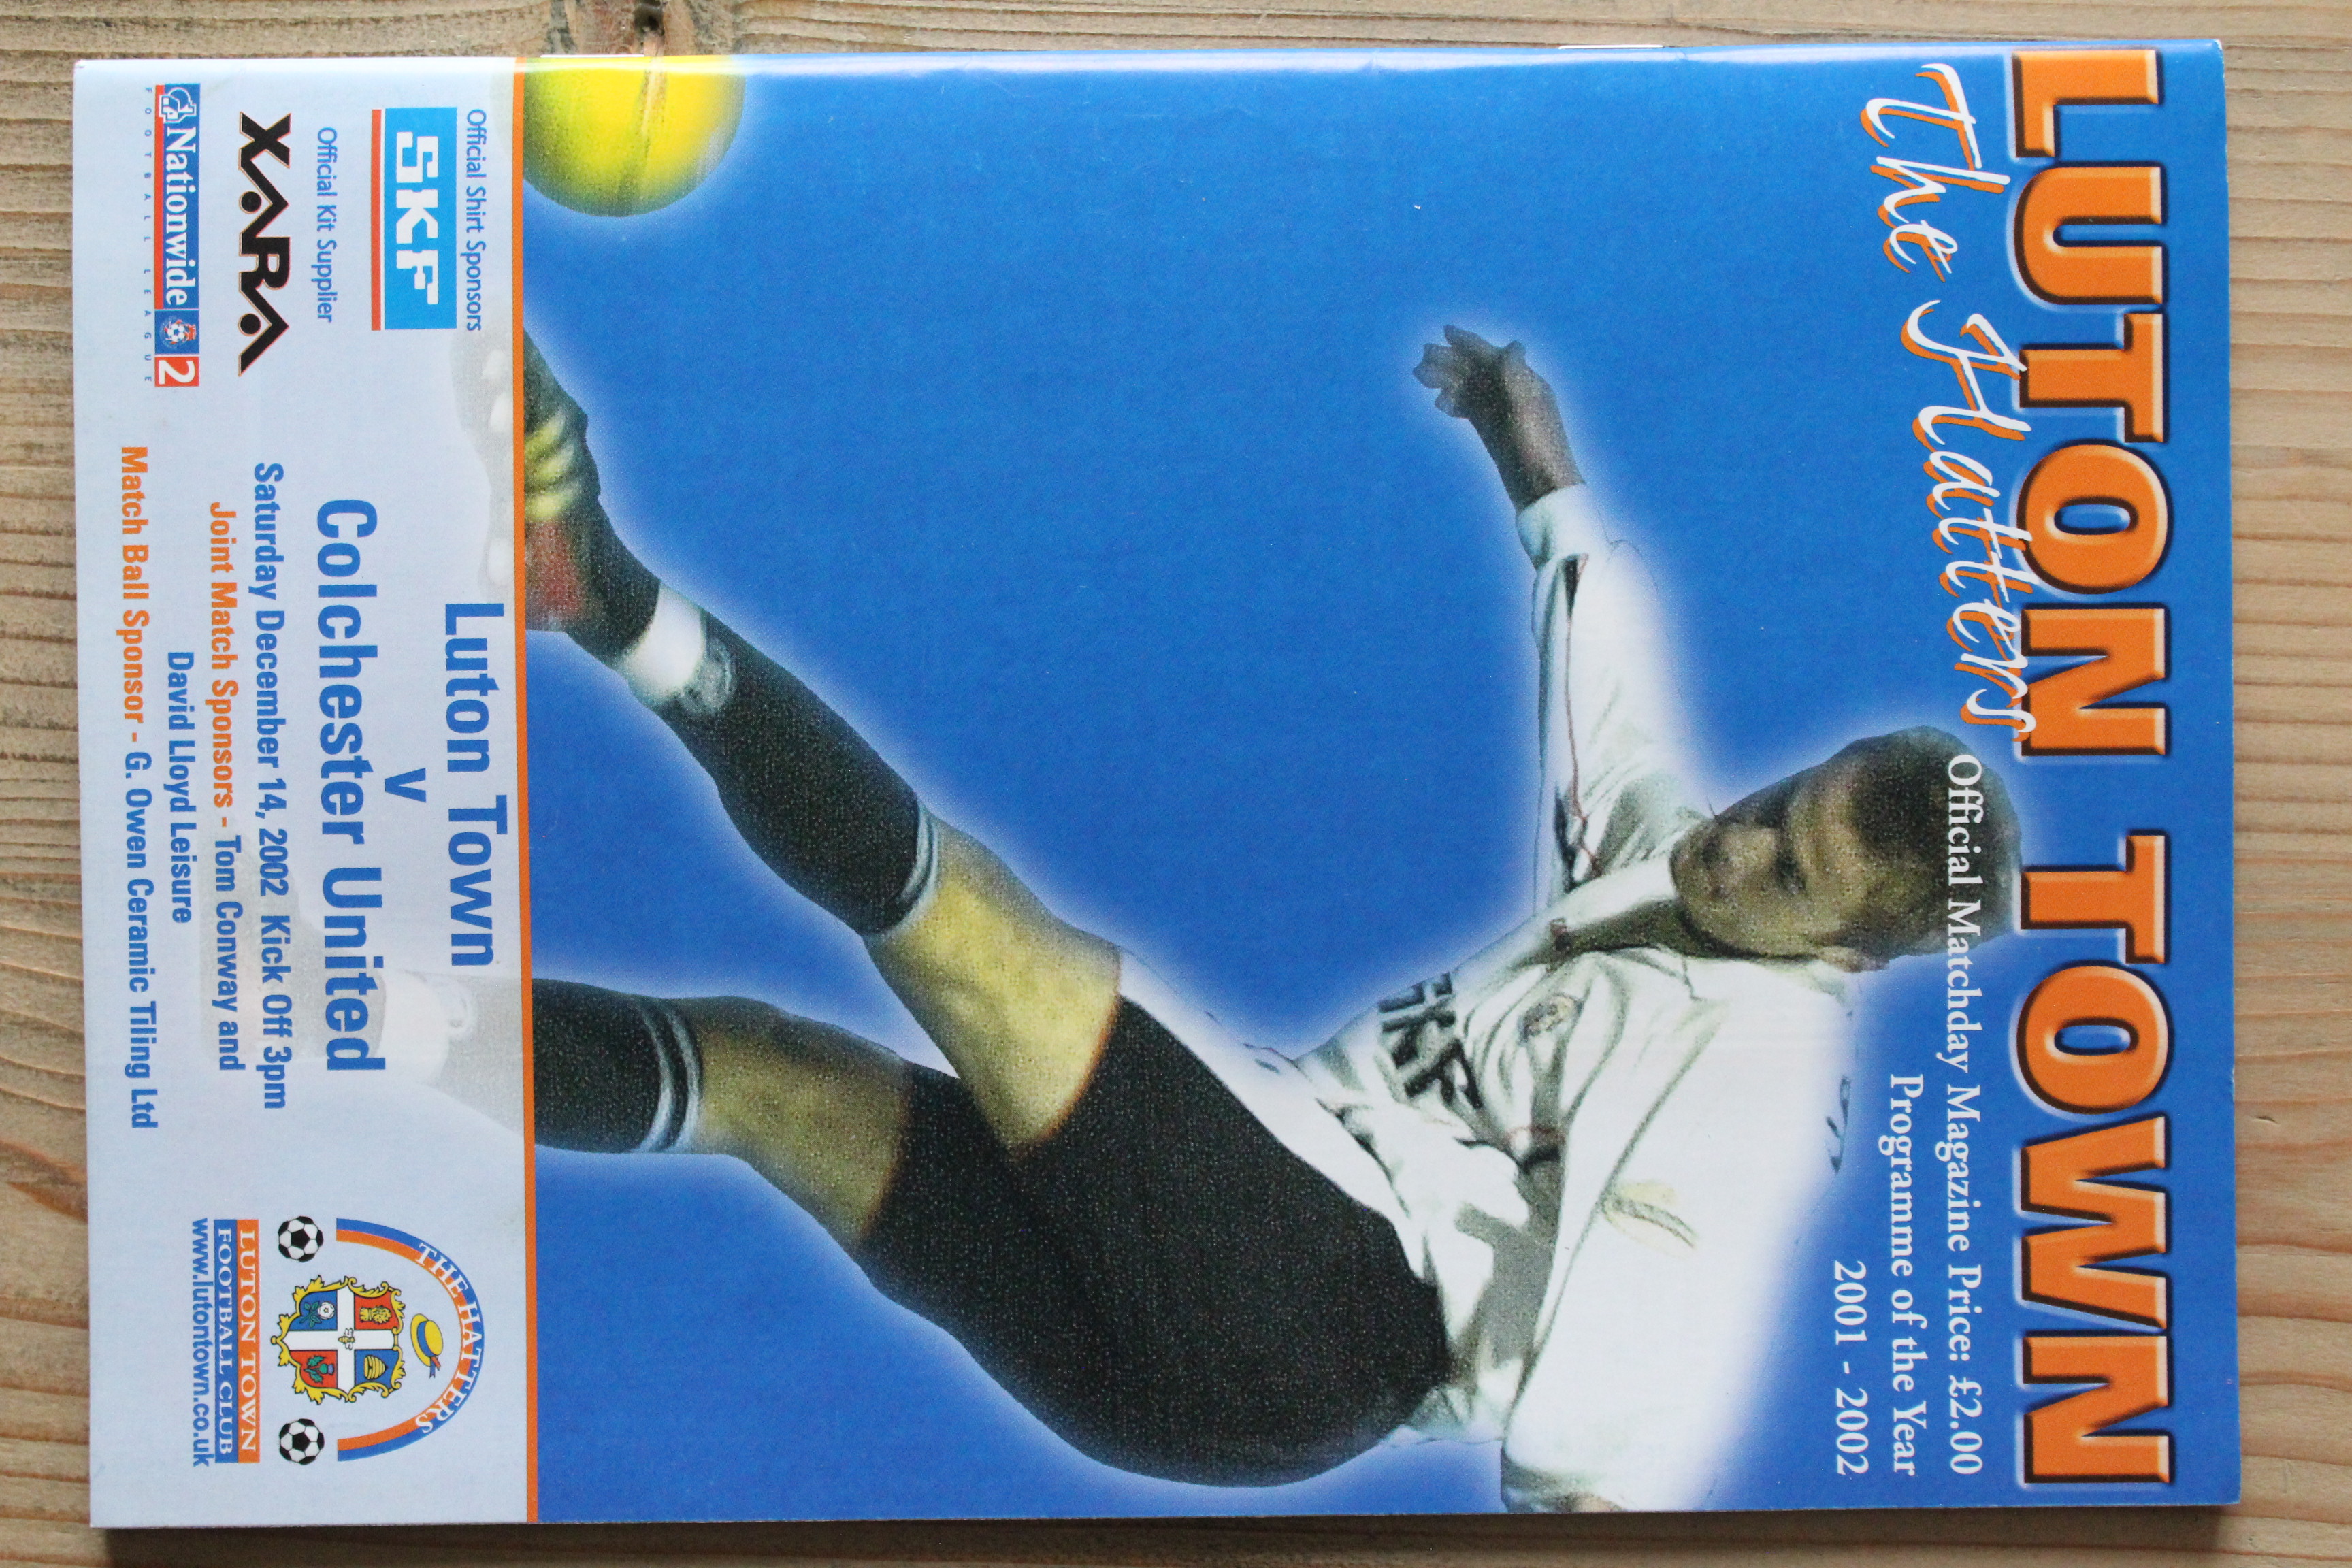 LUTON TOWN
The Hatters
Official Matchday Magazine Price: £2.00
Programme of the Year
2001 - 2002
SKF
Official Shirt Sponsors
SKF
Official Kit Supplier
XARA
Nationwide 2
FOOTBALL LEAGUE
Luton Town
v
Colchester United
Saturday December 14, 2002 Kick Off 3pm
Joint Match Sponsors - Tom Conway and
David Lloyd Leisure
Match Ball Sponsor - G. Owen Ceramic Tiling Ltd
THE HATTERS
LUTON TOWN
FOOTBALL CLUB
www.lutontown.co.uk